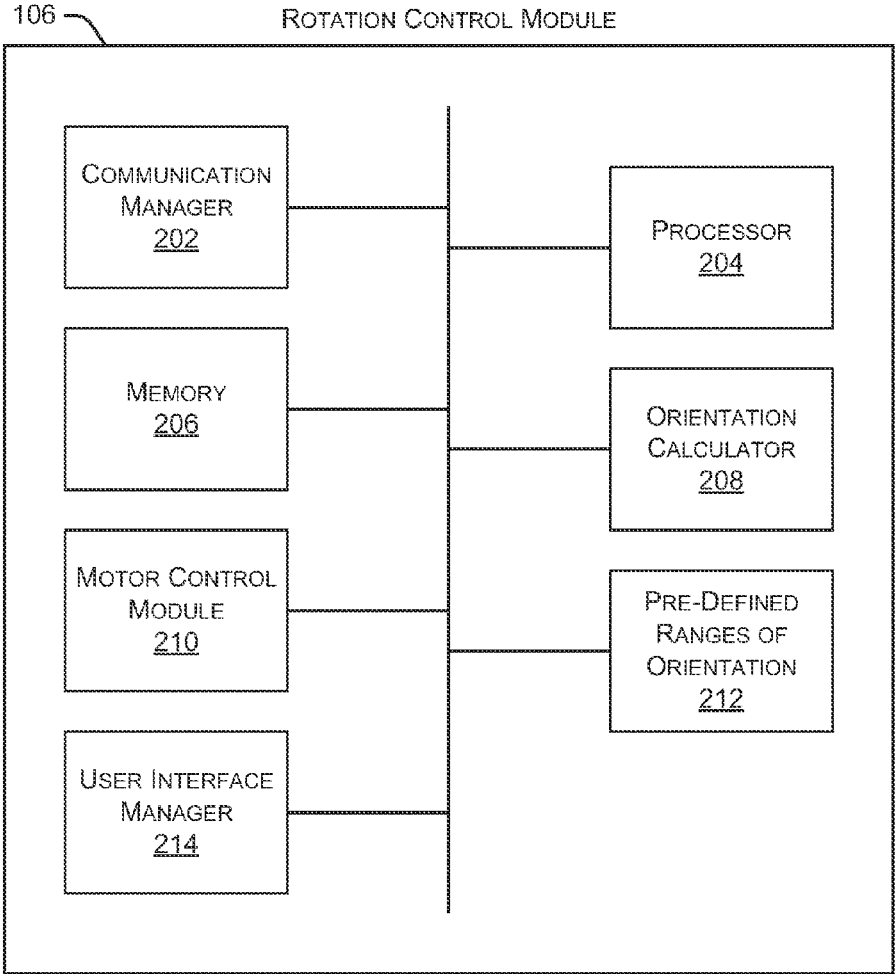 106
ROTATION CONTROL MODULE
COMMUNICATION
MANAGER
202
PROCESSOR
204
MEMORY
206
ORIENTATION
CALCULATOR
208
MOTOR CONTROL
MODULE
210
PRE-DEFINED
RANGES OF
ORIENTATION
212
USER INTERFACE
MANAGER
214